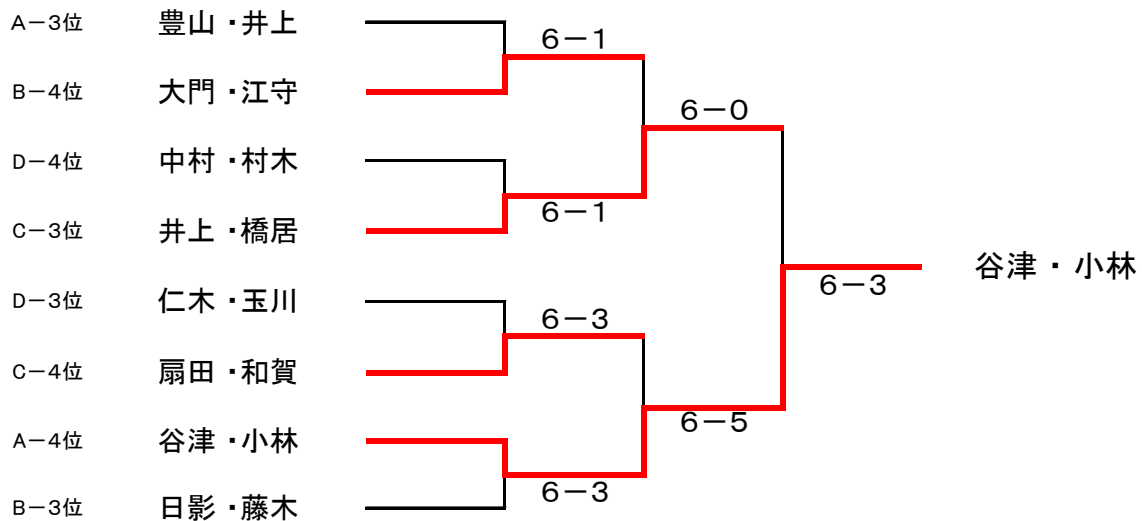 A－3位 豊山・井上
6－1
B－4位 大門・江守
6－0
D－4位 中村・村木
6－1
C－3位 井上・橋居
谷津・小林
6－3
D－3位 仁木・玉川
6－3
C－4位 扇田・和賀
6－5
A－4位 谷津・小林
6－3
B－3位 日影・藤木